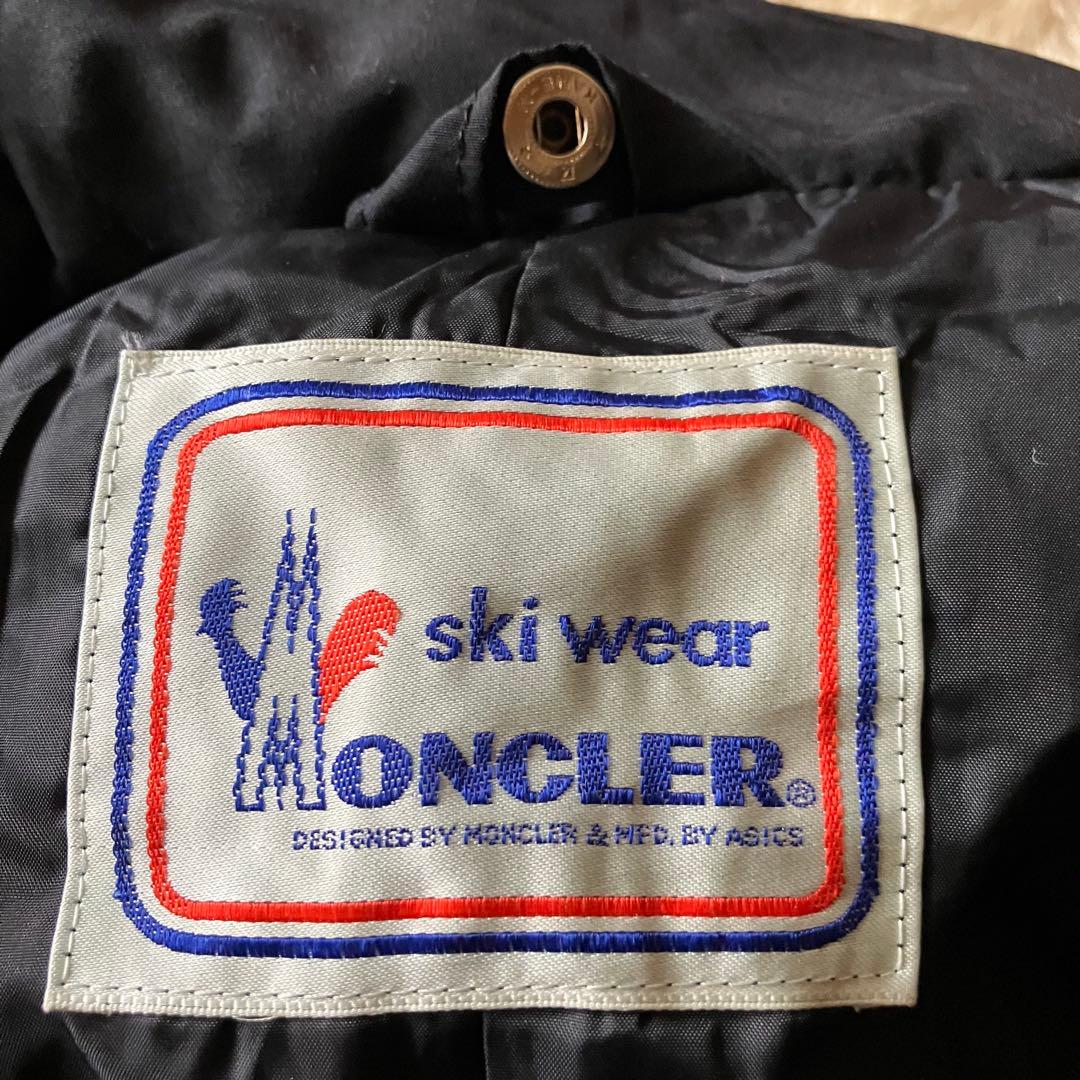 ski wear
MONCLER®
DESIGNED BY MONCLER & MFD. BY ASICS